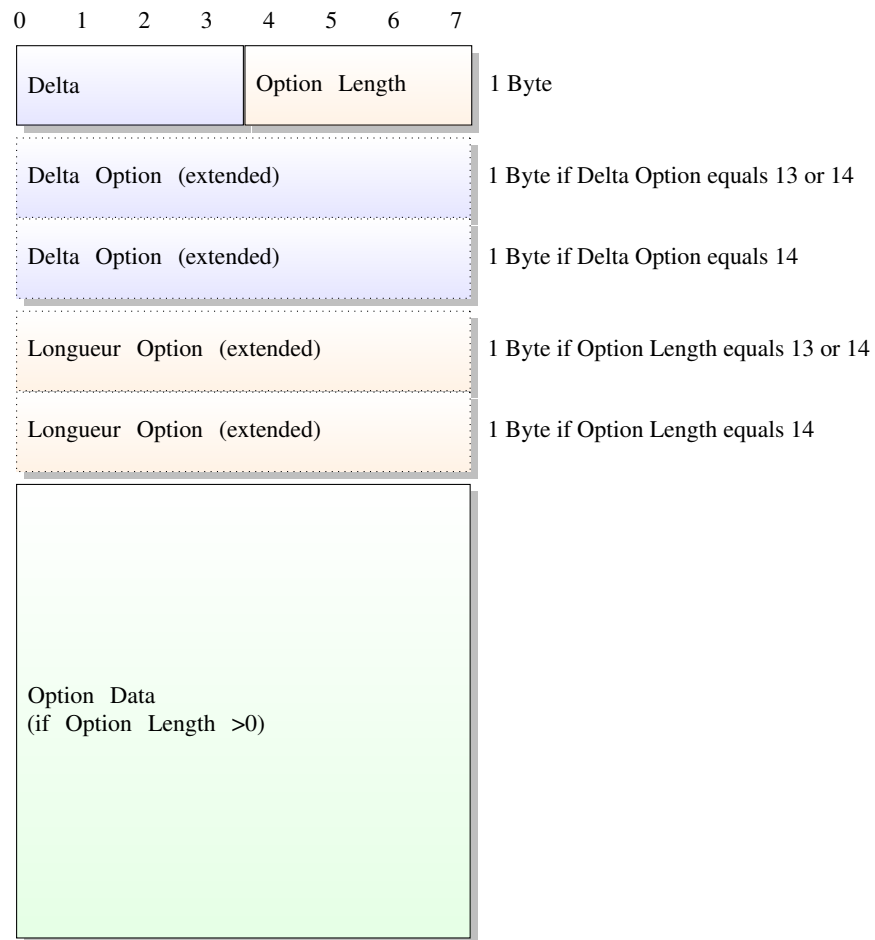 0 1 2 3 4 5 6 7
Delta Option Length 1 Byte
Delta Option (extended) 1 Byte if Delta Option equals 13 or 14
Delta Option (extended) 1 Byte if Delta Option equals 14
Longueur Option (extended) 1 Byte if Option Length equals 13 or 14
Longueur Option (extended) 1 Byte if Option Length equals 14
Option Data
(if Option Length >0)